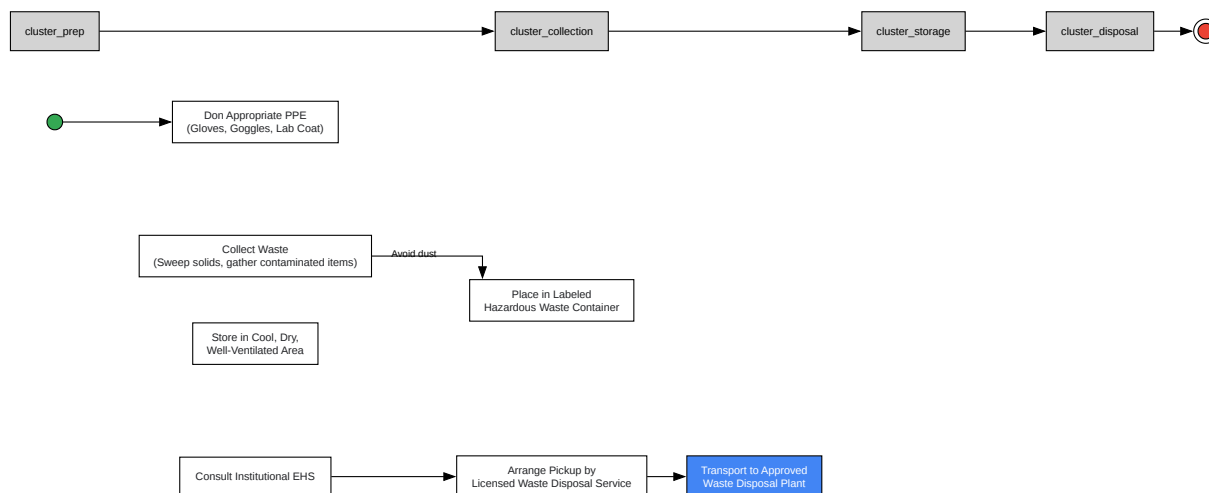 cluster_prep
cluster_collection
cluster_storage
cluster_disposal
Don Appropriate PPE
(Gloves, Goggles, Lab Coat)
Collect Waste
(Sweep solids, gather contaminated items)
Avoid dust
Place in Labeled
Hazardous Waste Container
Store in Cool, Dry,
Well-Ventilated Area
Consult Institutional EHS
Arrange Pickup by
Licensed Waste Disposal Service
Transport to Approved
Waste Disposal Plant